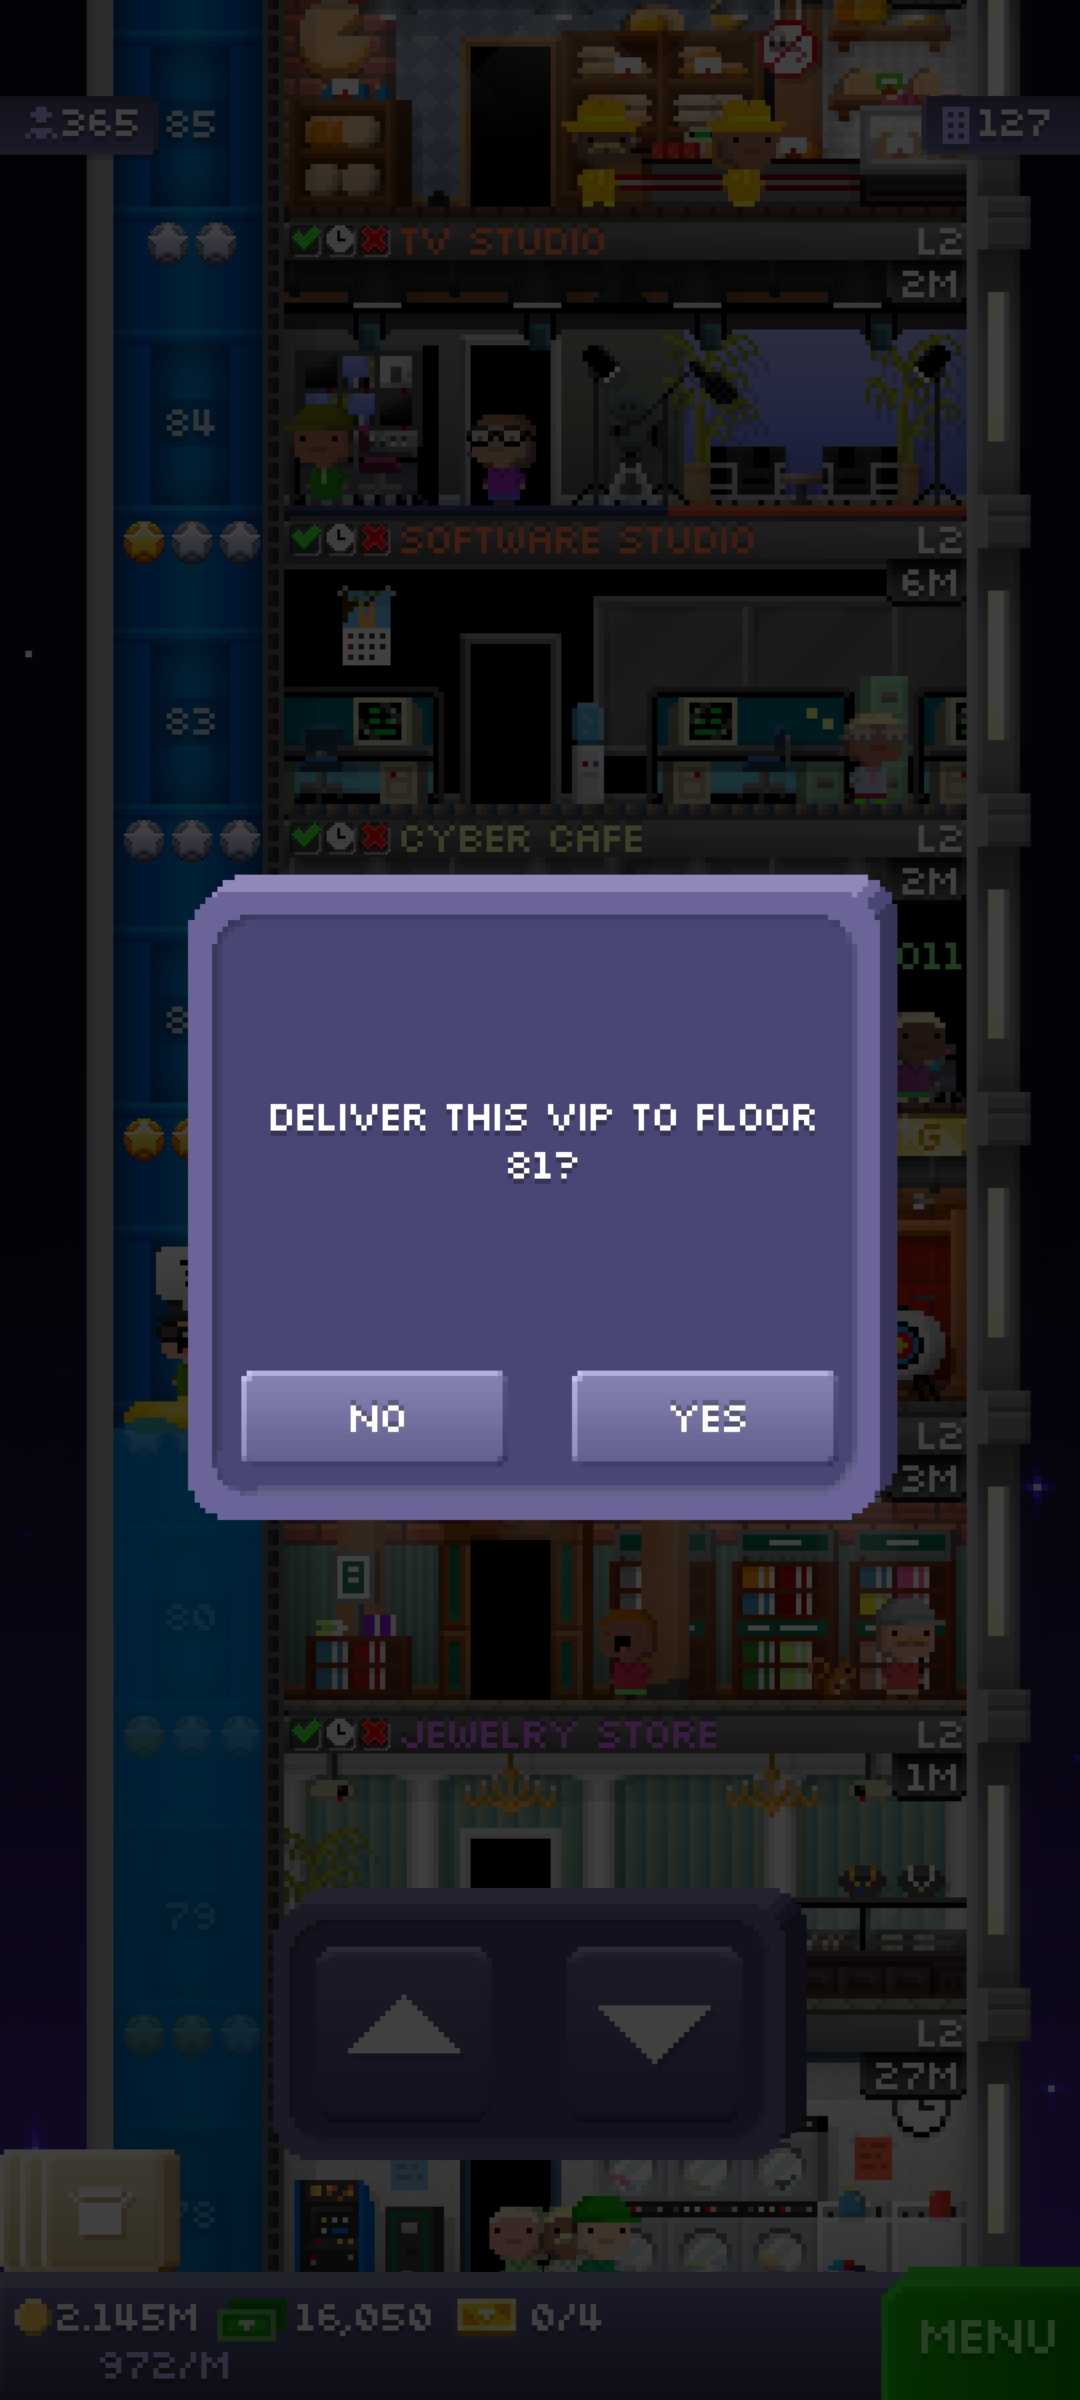 365
85
127
TV STUDIO L2
2M
84
SOFTWARE STUDIO L2
6M
83
CYBER CAFE L2
2M
011
G
DELIVER THIS VIP TO FLOOR
81?
NO YES
L2
3M
80
JEWELRY STORE L2
1M
79
L2
27M
78
2.145M 16,050 0/4
972/M
MENU